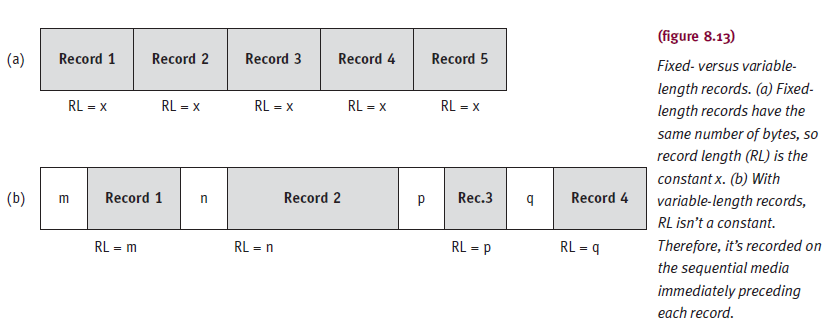 (a) Record 1 Record 2 Record 3 Record 4 Record 5
RL = x RL = x RL = x RL = x RL = x
(b) m Record 1 n Record 2 p Rec.3 q Record 4
RL = m RL = n RL = p RL = q
(figure 8.13)
Fixed- versus variable-
length records. (a) Fixed-
length records have the
same number of bytes, so
record length (RL) is the
constant x. (b) With
variable-length records,
RL isn’t a constant.
Therefore, it’s recorded on
the sequential media
immediately preceding
each record.